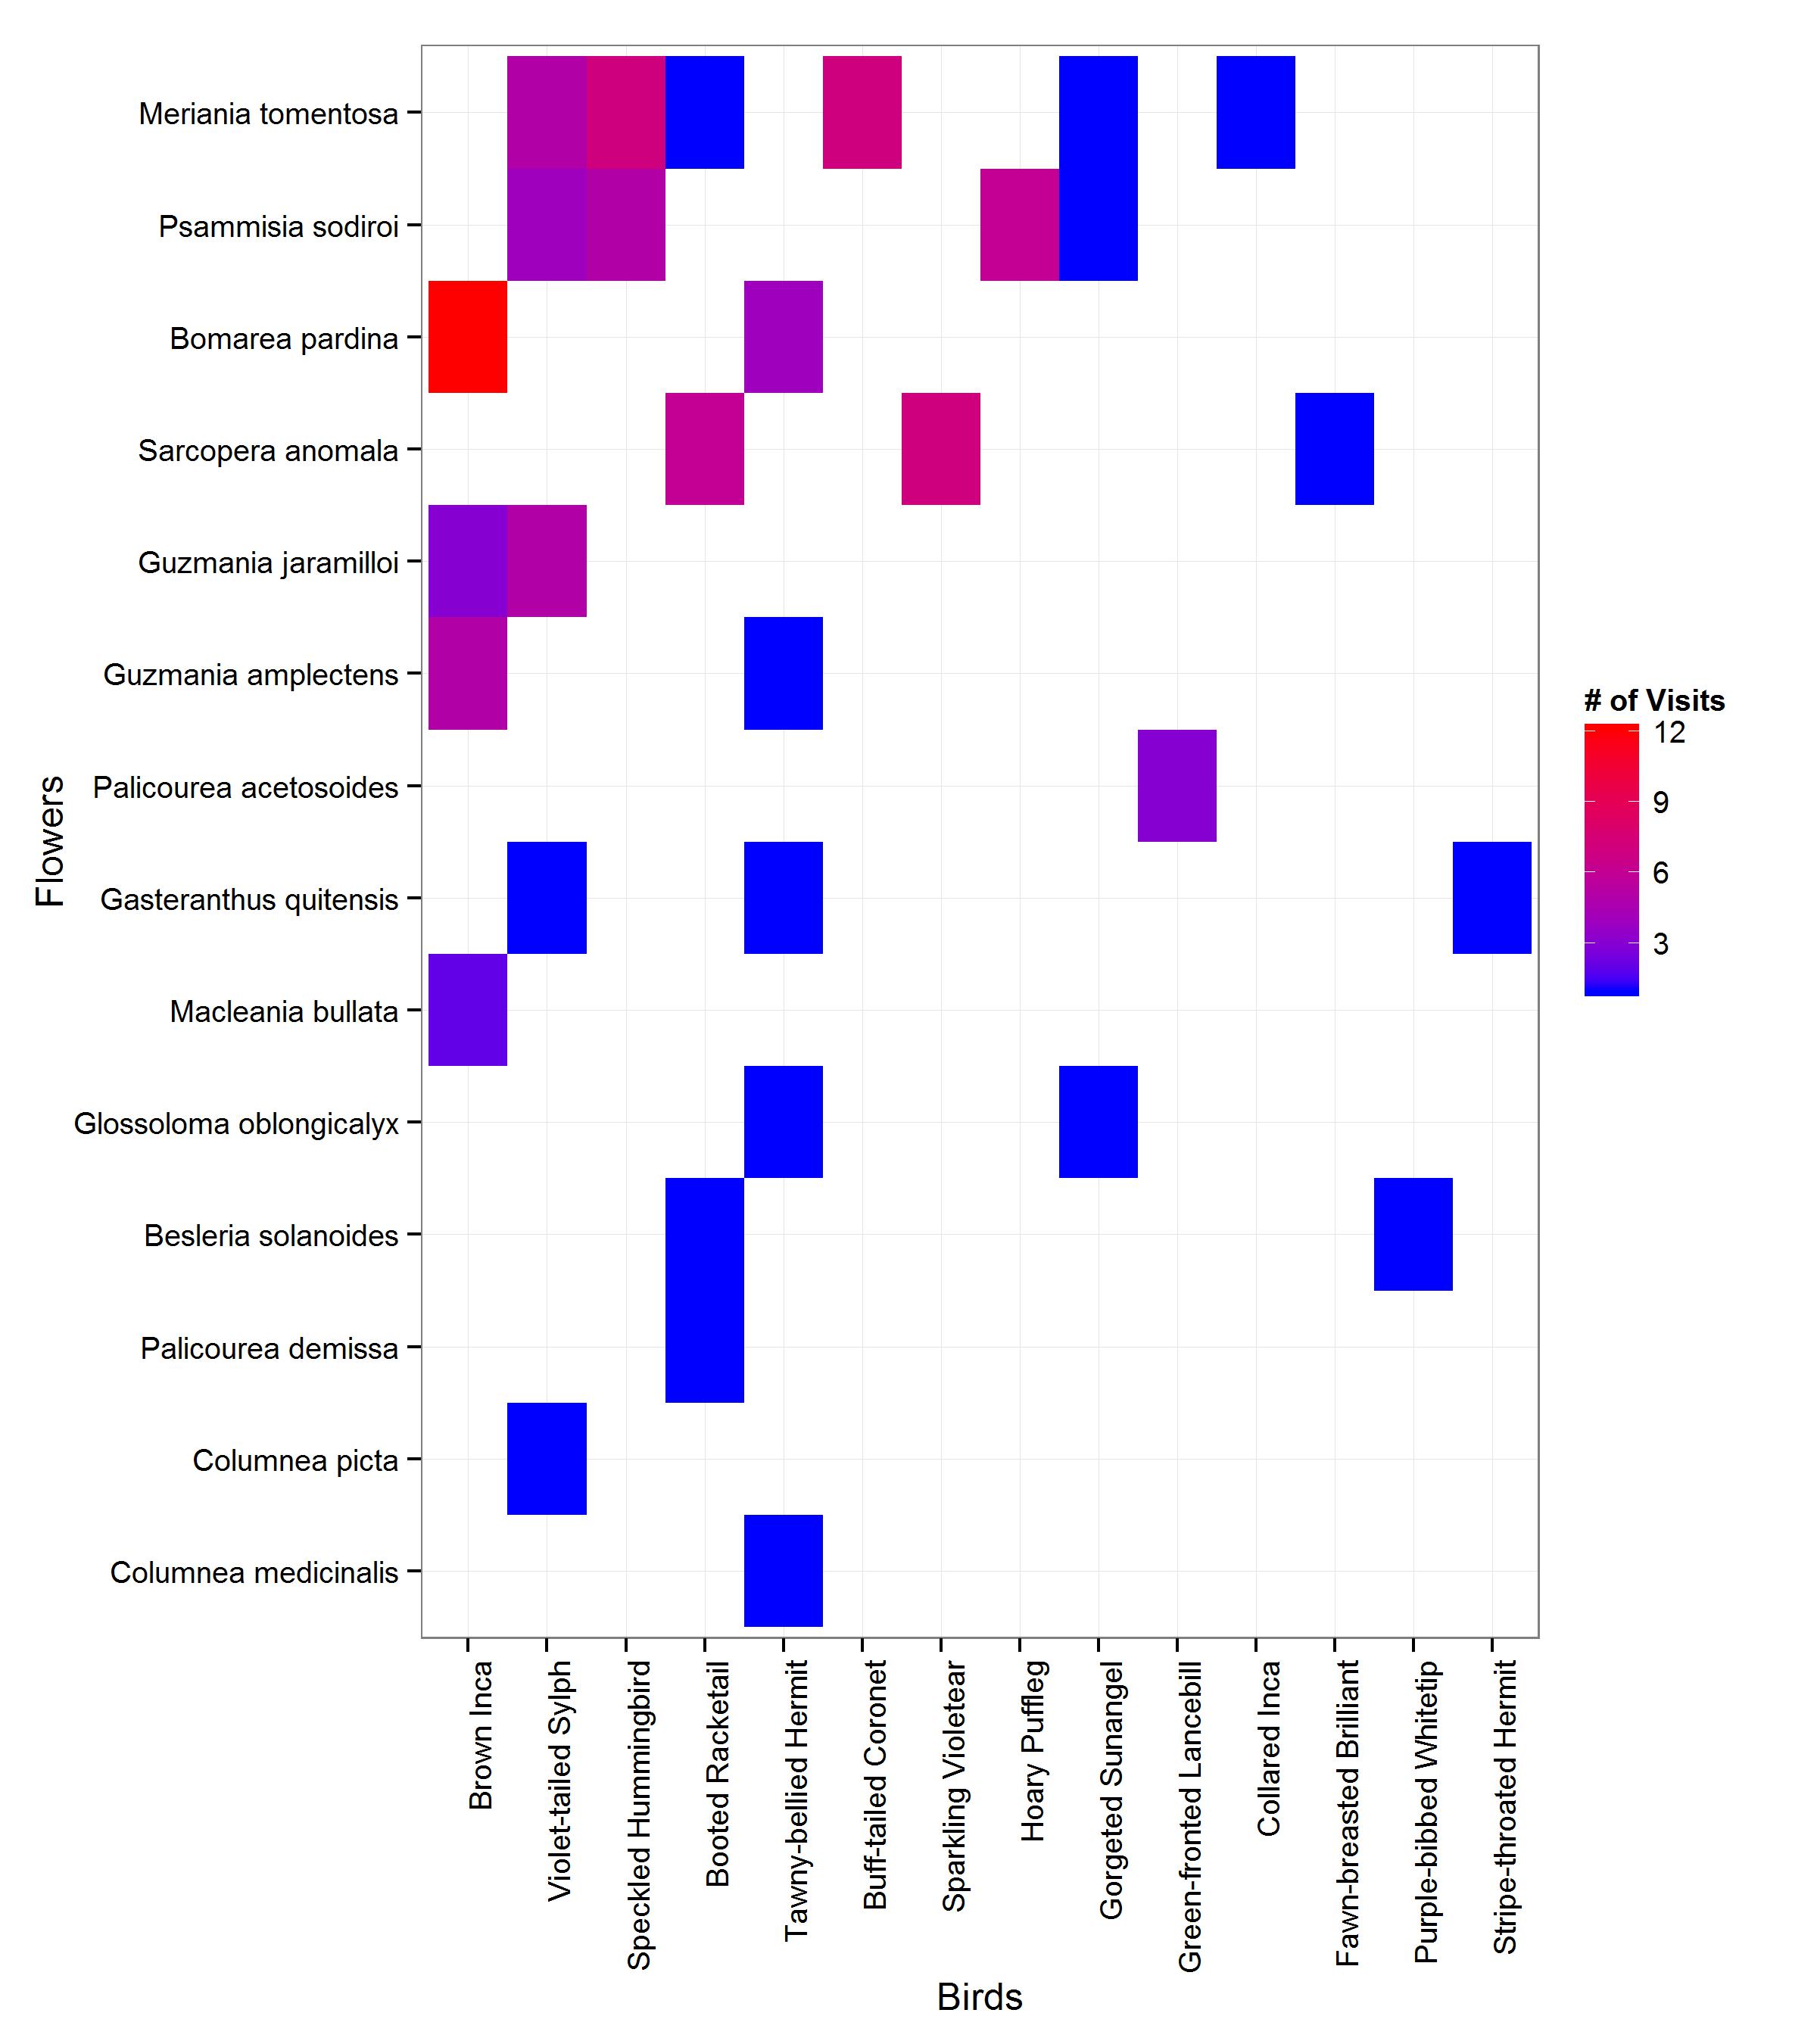 Meriania tomentosa
Psammisia sodiroi
Bomarea pardina
Sarcopera anomala
Guzmania jaramilloi
Guzmania amplectens
Palicourea acetosoides
Gasteranthus quitensis
Macleania bullata
Glossoloma oblongicalyx
Besleria solanoides
Palicourea demissa
Columnea picta
Columnea medicinalis
Flowers
Brown Inca
Violet-tailed Sylph
Speckled Hummingbird
Booted Racketail
Tawny-bellied Hermit
Buff-tailed Coronet
Sparkling Violetear
Hoary Puffleg
Gorgeted Sunangel
Green-fronted Lancebill
Collared Inca
Fawn-breasted Brilliant
Purple-bibbed Whitetip
Stripe-throated Hermit
Birds
# of Visits
12
9
6
3